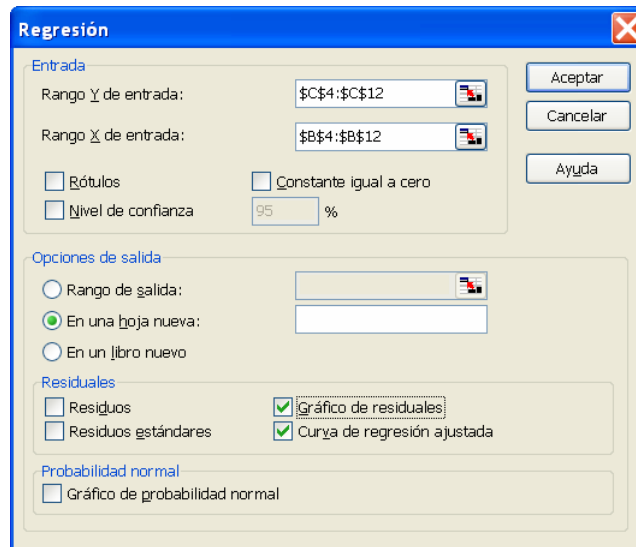 Regresión
Entrada
Rango Y de entrada: $C$4:$C$12
Rango X de entrada: $B$4:$B$12
Rótulos Constante igual a cero
Nivel de confianza 95 %
Aceptar
Cancelar
Ayuda
Opciones de salida
Rango de salida:
En una hoja nueva:
En un libro nuevo
Residuales
Residuos Gráfico de residuales
Residuos estándares Curva de regresión ajustada
Probabilidad normal
Gráfico de probabilidad normal